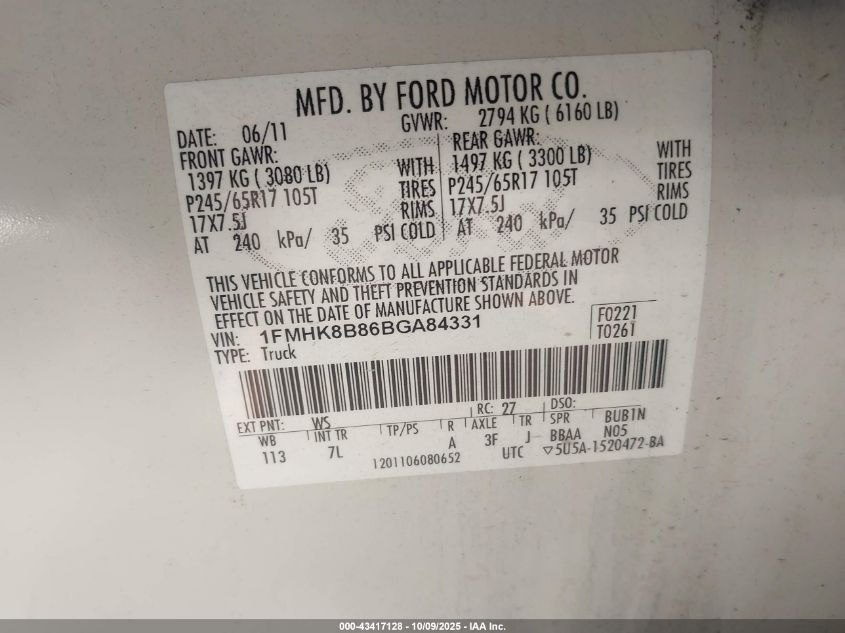 MFD. BY FORD MOTOR CO.
DATE: 06/11
GVWR: 2794 KG ( 6160 LB)
FRONT GAWR:
1397 KG ( 3080 LB)
P245/65R17 105T
17X7.5J
WITH
TIRES
RIMS
AT 240 kPa/ 35 PSI COLD
REAR GAWR:
1497 KG ( 3300 LB)
P245/65R17 105T
17X7.5J
WITH
TIRES
RIMS
AT 240 kPa/ 35 PSI COLD
THIS VEHICLE CONFORMS TO ALL APPLICABLE FEDERAL MOTOR
VEHICLE SAFETY AND THEFT PREVENTION STANDARDS IN
EFFECT ON THE DATE OF MANUFACTURE SHOWN ABOVE.
VIN: 1FMHK8B86BGA84331
TYPE: Truck
F0221
T0261
EXT PNT: WS RC: 27 DSO:
WB INT TR TP/PS R AXLE TR SPR BUB1N
113 7L A 3F J BBAA N05
1201106080652 UTC ▽5U5A-1520472-BA
000-43417128 - 10/09/2025 - IAA Inc.